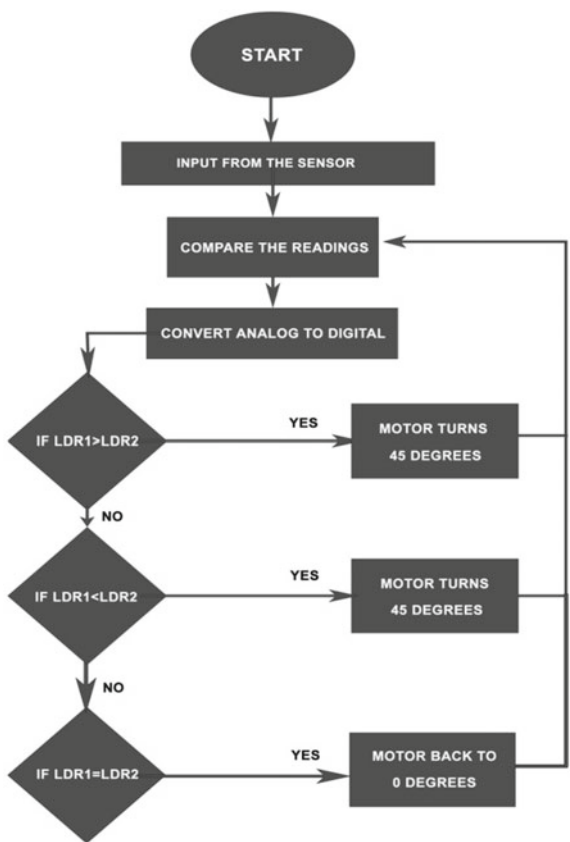 START
INPUT FROM THE SENSOR
COMPARE THE READINGS
CONVERT ANALOG TO DIGITAL
IF LDR1>LDR2
YES
MOTOR TURNS
45 DEGREES
NO
IF LDR1<LDR2
YES
MOTOR TURNS
45 DEGREES
NO
IF LDR1=LDR2
YES
MOTOR BACK TO
0 DEGREES